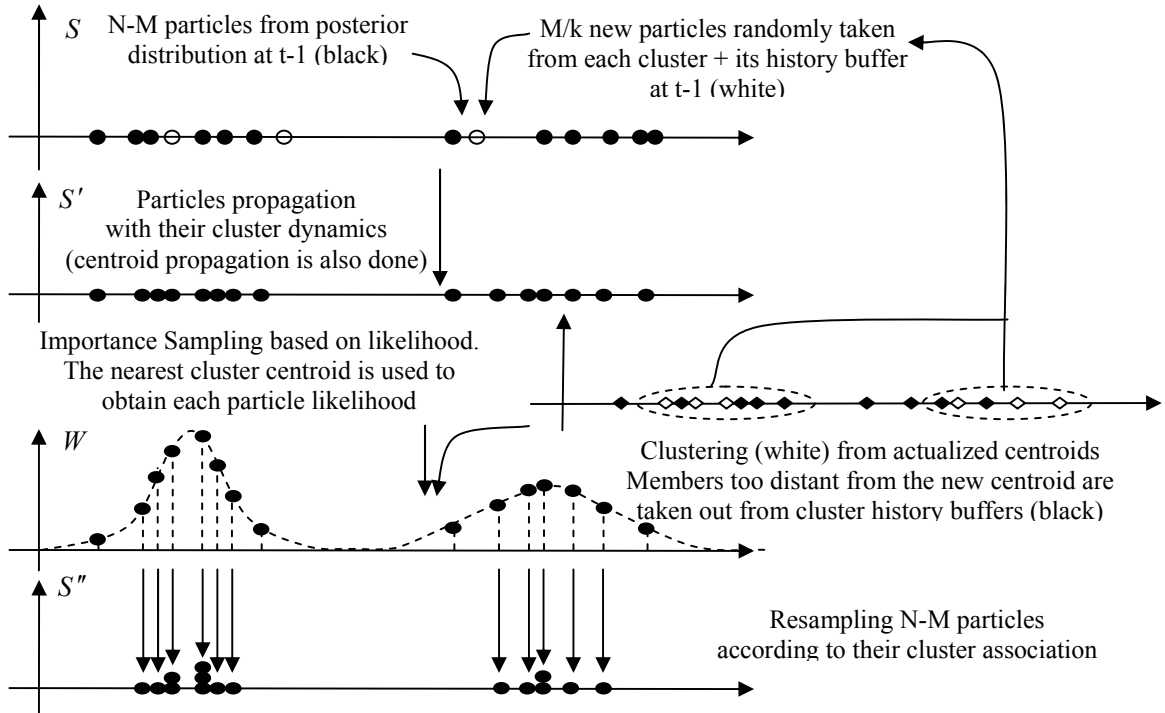 S
N-M particles from posterior
distribution at t-1 (black)
M/k new particles randomly taken
from each cluster + its history buffer
at t-1 (white)
S′
Particles propagation
with their cluster dynamics
(centroid propagation is also done)
Importance Sampling based on likelihood.
The nearest cluster centroid is used to
obtain each particle likelihood
W
Clustering (white) from actualized centroids
Members too distant from the new centroid are
taken out from cluster history buffers (black)
S″
Resampling N-M particles
according to their cluster association